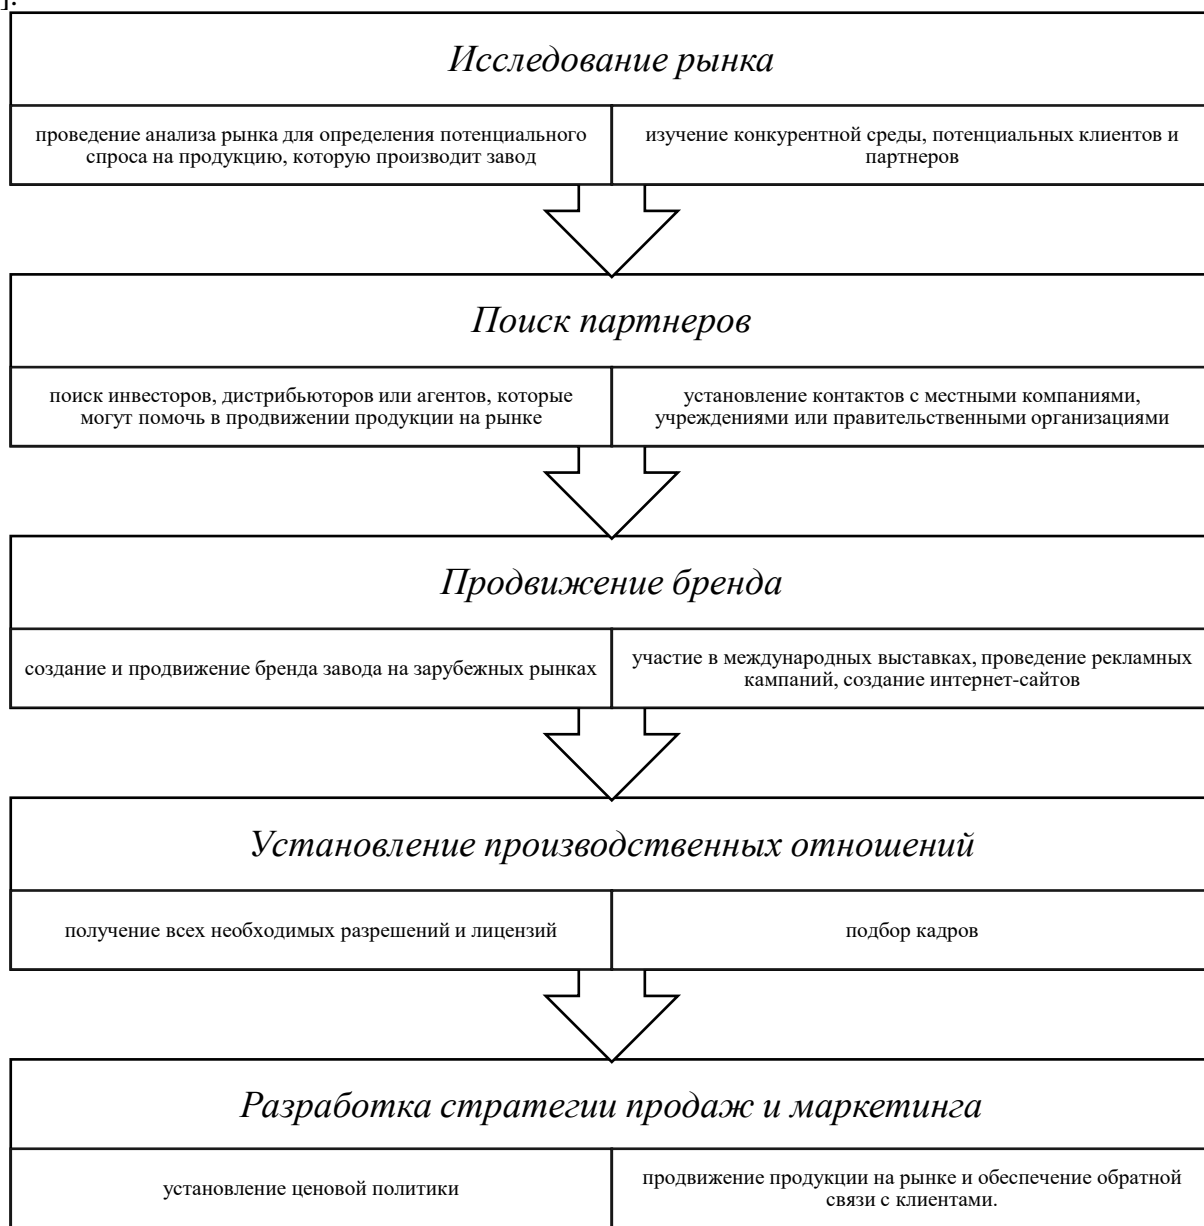 ].
Исследование рынка
проведение анализа рынка для определения потенциального
спроса на продукцию, которую производит завод
изучение конкурентной среды, потенциальных клиентов и
партнеров
Поиск партнеров
поиск инвесторов, дистрибьюторов или агентов, которые
могут помочь в продвижении продукции на рынке
установление контактов с местными компаниями,
учреждениями или правительственными организациями
Продвижение бренда
создание и продвижение бренда завода на зарубежных рынках
участие в международных выставках, проведение рекламных
кампаний, создание интернет-сайтов
Установление производственных отношений
получение всех необходимых разрешений и лицензий
подбор кадров
Разработка стратегии продаж и маркетинга
установление ценовой политики
продвижение продукции на рынке и обеспечение обратной
связи с клиентами.